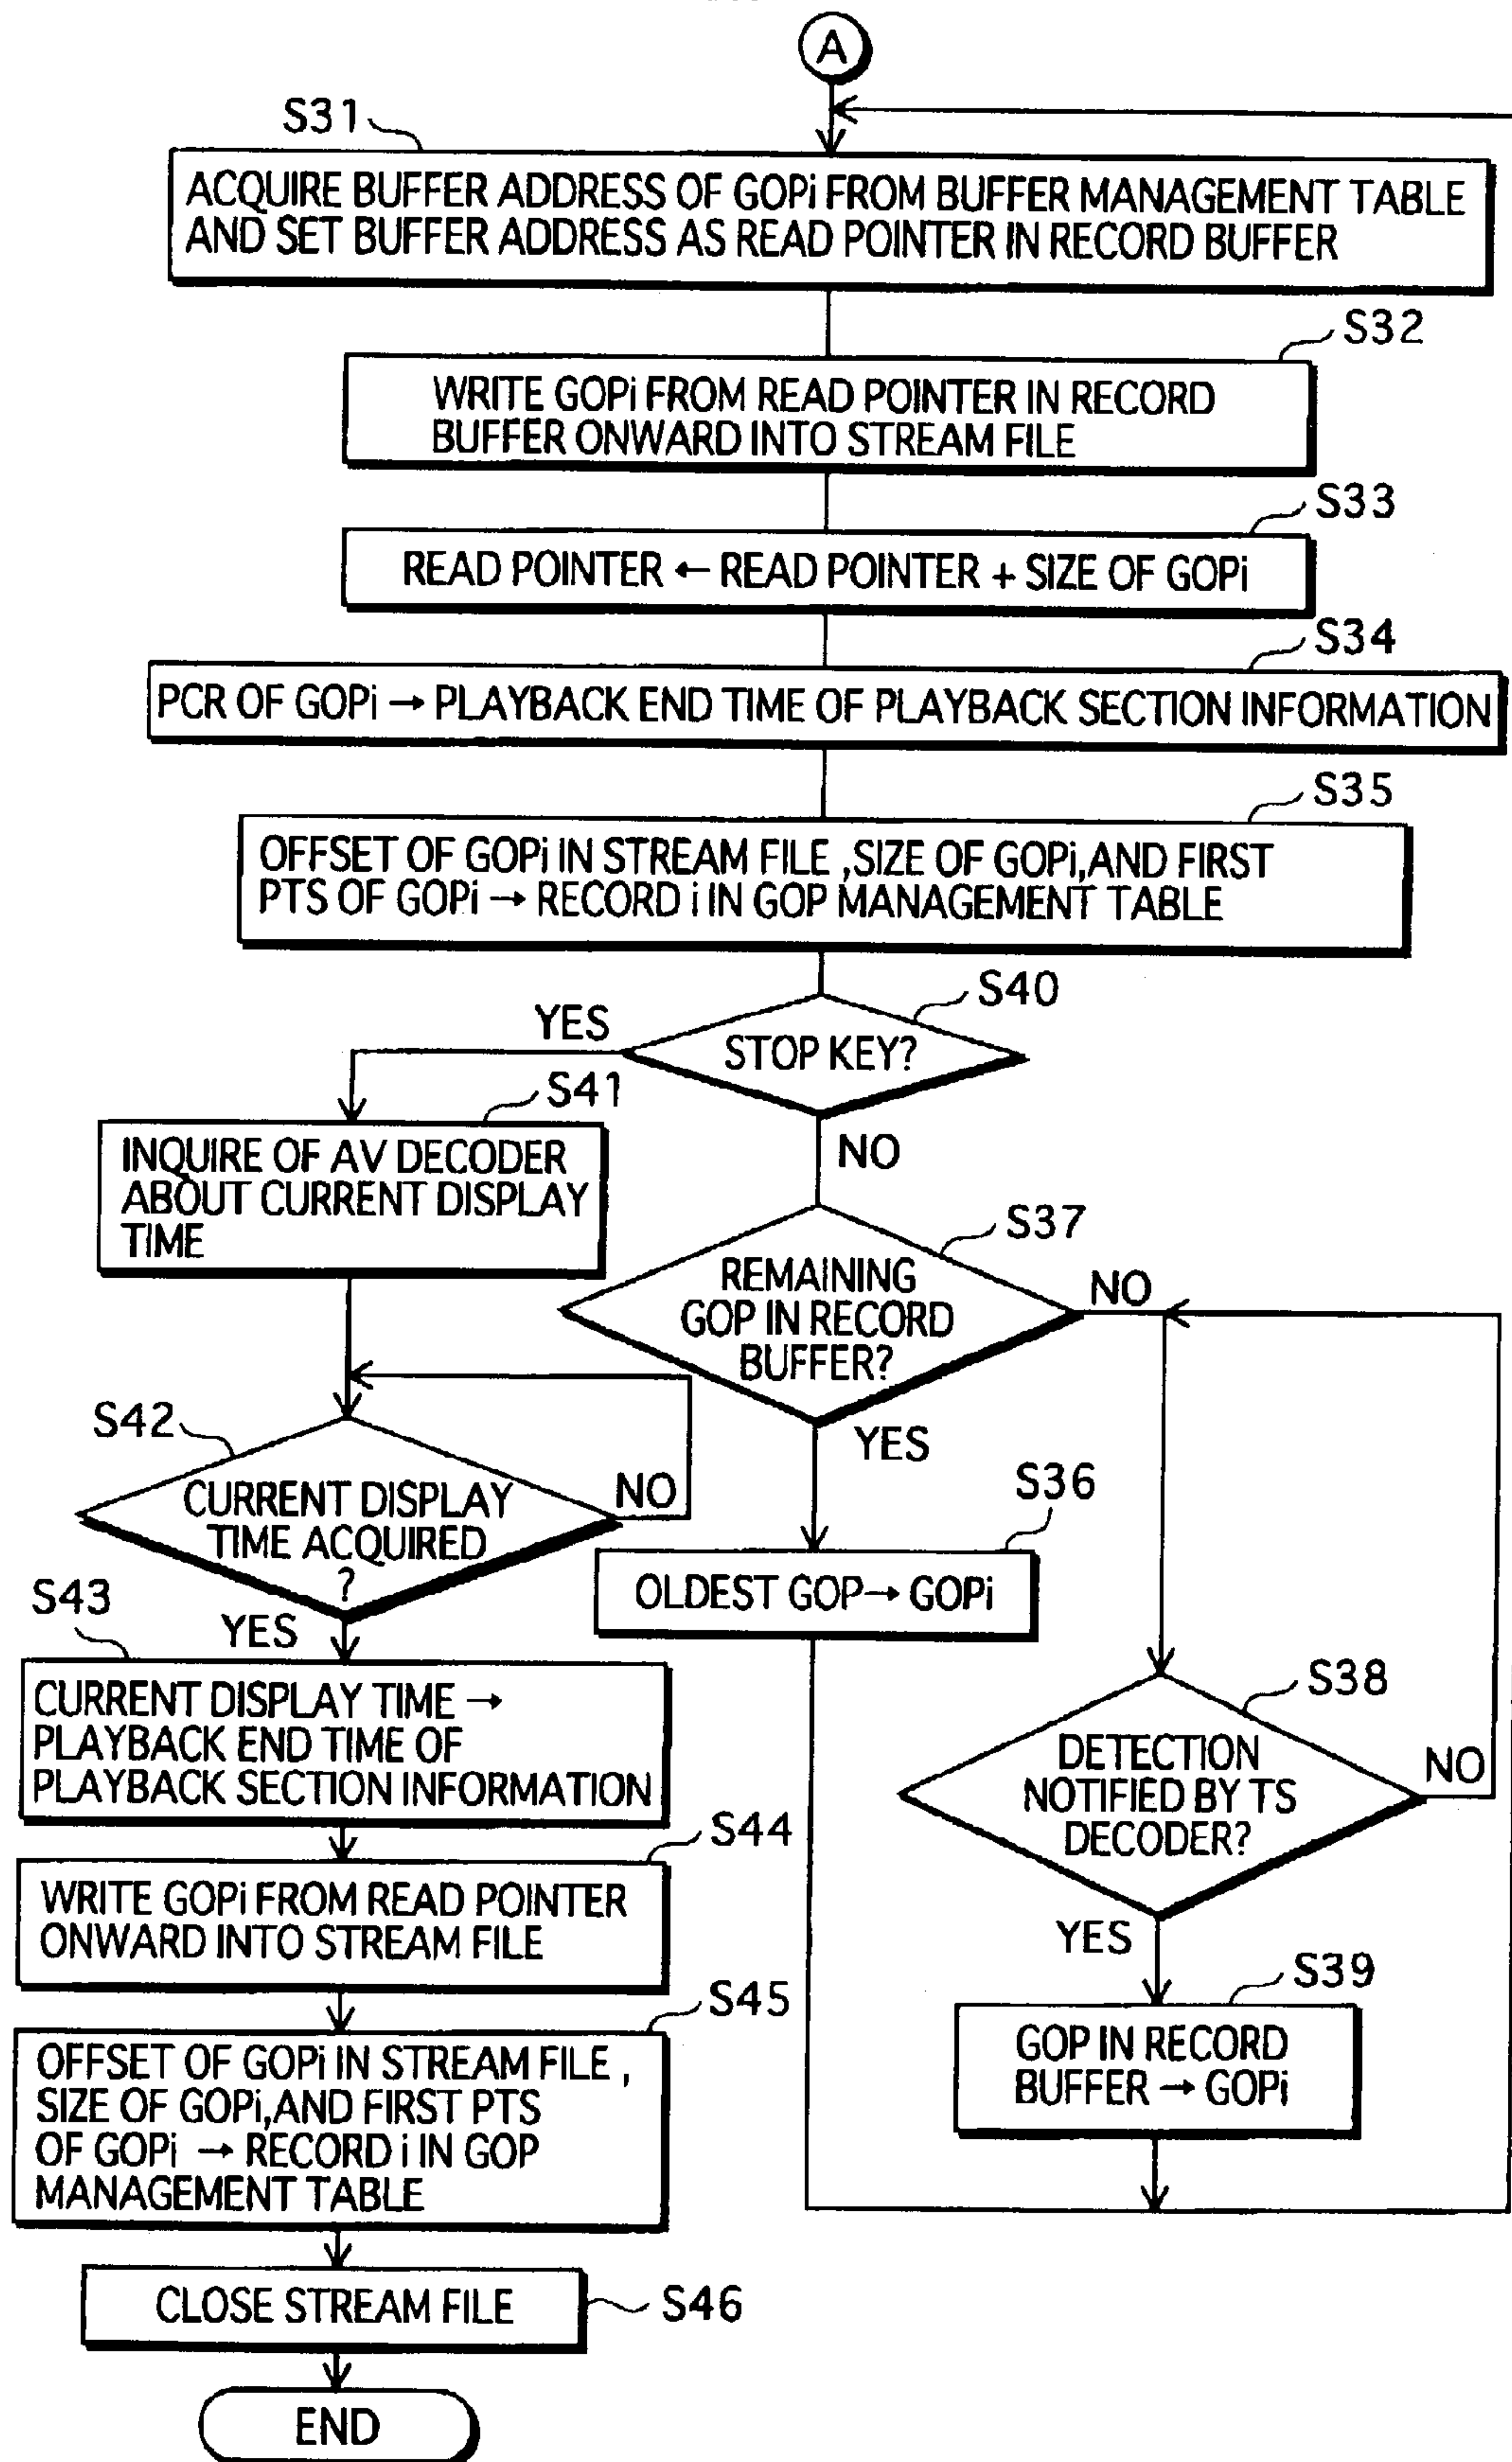 A
S31
ACQUIRE BUFFER ADDRESS OF GOPi FROM BUFFER MANAGEMENT TABLE
AND SET BUFFER ADDRESS AS READ POINTER IN RECORD BUFFER
S32
WRITE GOPi FROM READ POINTER IN RECORD
BUFFER ONWARD INTO STREAM FILE
S33
READ POINTER ← READ POINTER + SIZE OF GOPi
S34
PCR OF GOPi → PLAYBACK END TIME OF PLAYBACK SECTION INFORMATION
S35
OFFSET OF GOPi IN STREAM FILE ,SIZE OF GOPi,AND FIRST
PTS OF GOPi → RECORD i IN GOP MANAGEMENT TABLE
S40
STOP KEY?
YES
NO
S41
INQUIRE OF AV DECODER
ABOUT CURRENT DISPLAY
TIME
S37
REMAINING
GOP IN RECORD
BUFFER?
NO
YES
S42
CURRENT DISPLAY
TIME ACQUIRED
?
NO
YES
S36
OLDEST GOP→ GOPi
S43
CURRENT DISPLAY TIME →
PLAYBACK END TIME OF
PLAYBACK SECTION INFORMATION
S38
DETECTION
NOTIFIED BY TS
DECODER?
NO
YES
S44
WRITE GOPi FROM READ POINTER
ONWARD INTO STREAM FILE
S39
GOP IN RECORD
BUFFER → GOPi
S45
OFFSET OF GOPi IN STREAM FILE ,
SIZE OF GOPi,AND FIRST PTS
OF GOPi → RECORD i IN GOP
MANAGEMENT TABLE
CLOSE STREAM FILE
S46
END